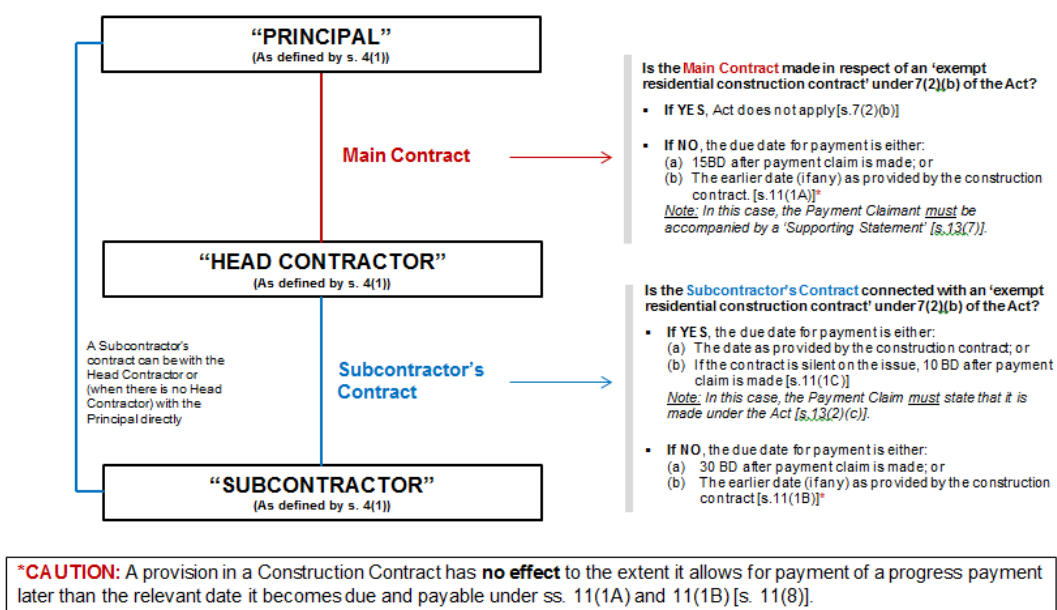 “PRINCIPAL”
(As defined by s. 4(1))
Main Contract
“HEAD CONTRACTOR”
(As defined by s. 4(1))
A Subcontractor's
contract can be with the
Head Contractor or
(when there is no Head
Contractor) with the
Principal directly
Subcontractor's
Contract
“SUBCONTRACTOR”
(As defined by s. 4(1))
Is the Main Contract made in respect of an ‘exempt
residential construction contract’ under 7(2)(b) of the Act?
▪ If YES, Act does not apply [s.7(2)(b)]
▪ If NO, the due date for payment is either:
(a) 15BD after payment claim is made; or
(b) The earlier date (if any) as provided by the construction
contract. [s.11(1A)]*
Note: In this case, the Payment Claimant must be
accompanied by a ‘Supporting Statement’ [s.13(7)].
Is the Subcontractor's Contract connected with an ‘exempt
residential construction contract’ under 7(2)(b) of the Act?
▪ If YES, the due date for payment is either:
(a) The date as provided by the construction contract; or
(b) If the contract is silent on the issue, 10 BD after payment
claim is made [s.11(1C)]
Note: In this case, the Payment Claim must state that it is
made under the Act [s.13(2)(c)].
▪ If NO, the due date for payment is either:
(a) 30 BD after payment claim is made; or
(b) The earlier date (if any) as provided by the construction
contract [s.11(1B)]*
*CAUTION: A provision in a Construction Contract has no effect to the extent it allows for payment of a progress payment
later than the relevant date it becomes due and payable under ss. 11(1A) and 11(1B) [s. 11(8)].